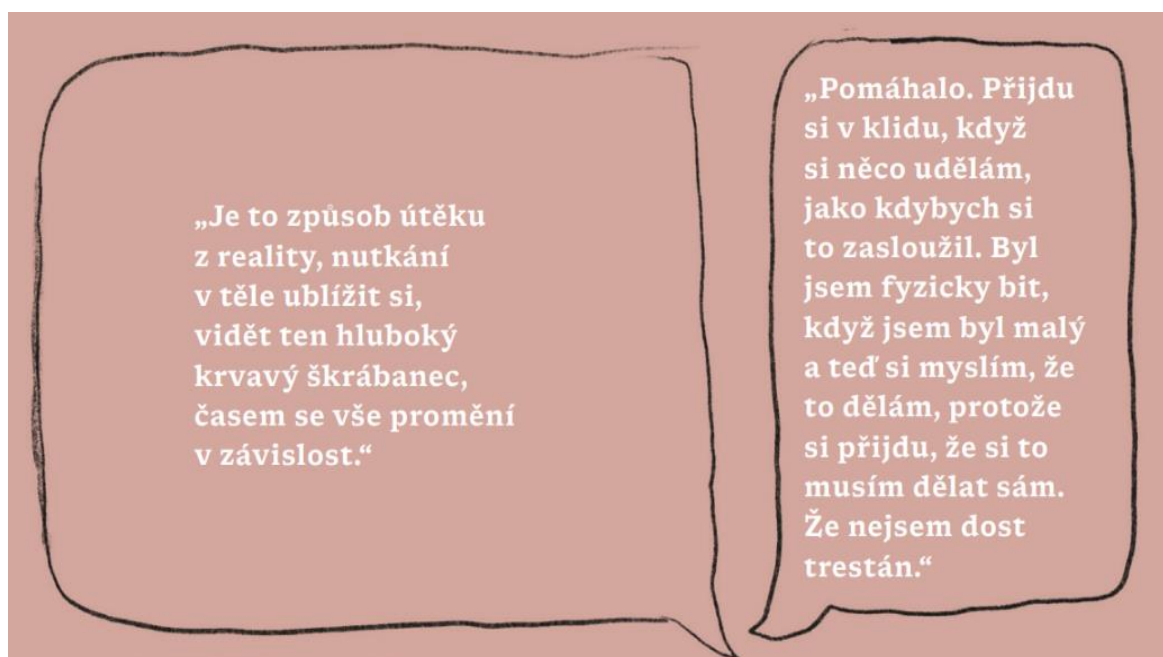 „Je to způsob útěku
z reality, nutkání
v těle ublížit si,
vidět ten hluboký
krvavý škrábanec,
časem se vše promění
v závislost.“
„Pomáhalo. Přijdu
si v klidu, když
si něco udělám,
jako kdybych si
to zasloužil. Byl
jsem fyzicky bit,
když jsem byl malý
a teď si myslím, že
to dělám, protože
si přijdu, že si to
musím dělat sám.
Že nejsem dost
trestán.“